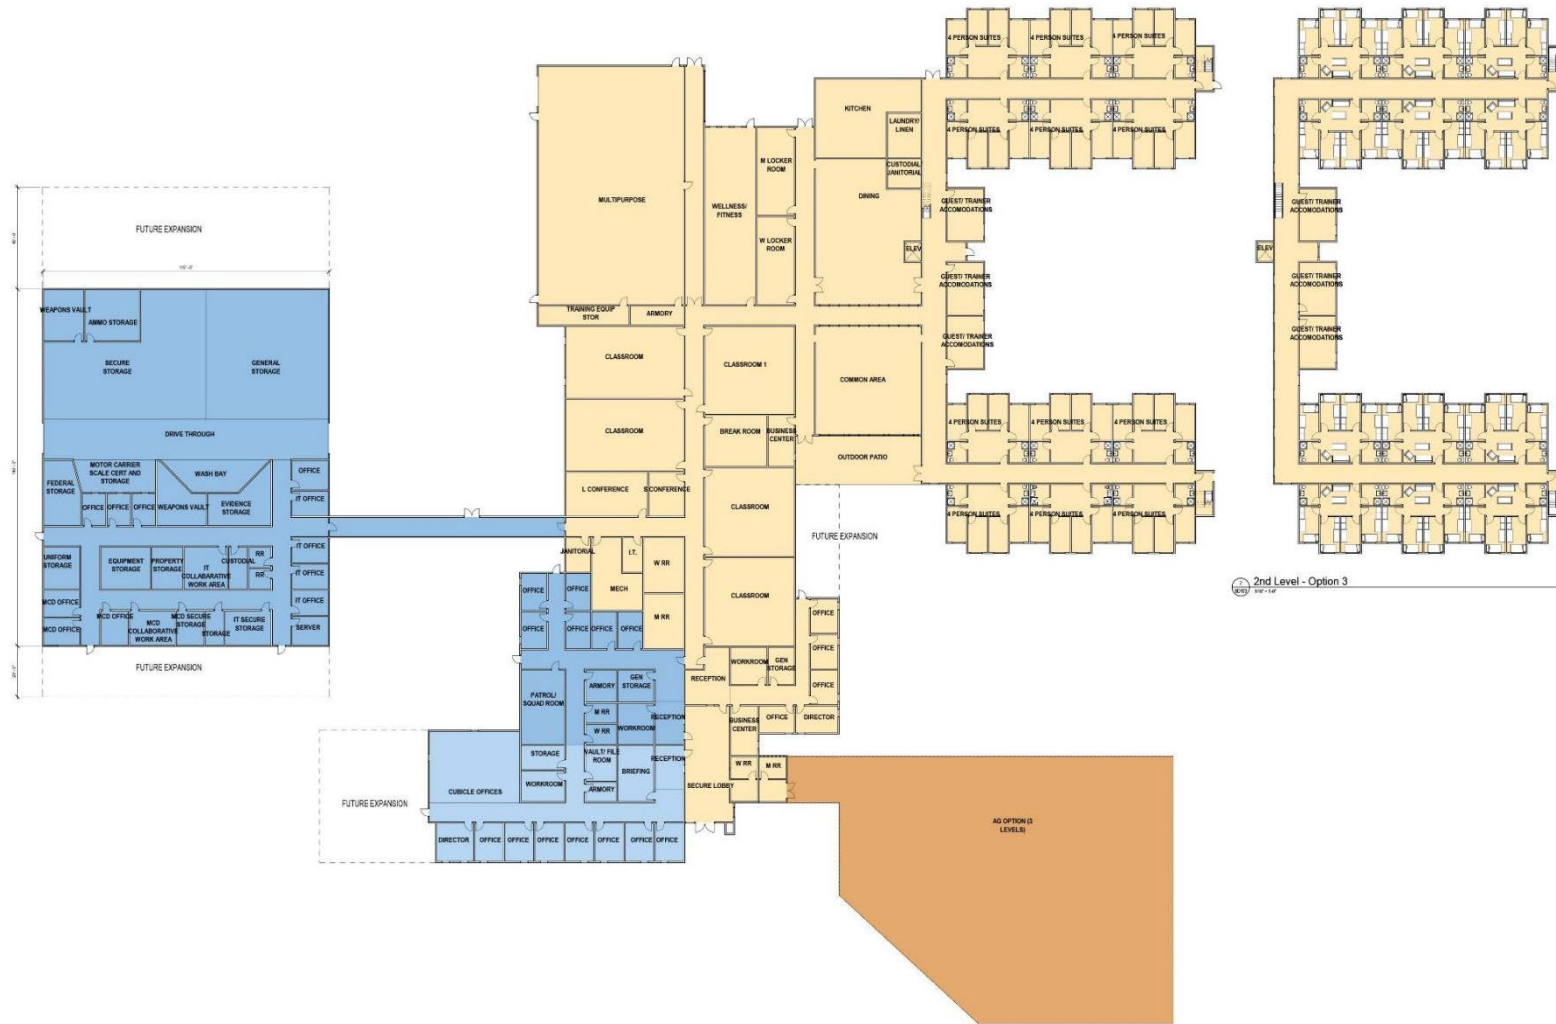 4 PERSON SUITES
4 PERSON SUITES
4 PERSON SUITES
KITCHEN
LAUNDRY/
LINEN
4 PERSON SUITES
4 PERSON SUITES
4 PERSON SUITES
M LOCKER
ROOM
CUSTODIAL/
JANITORIAL
MULTIPURPOSE
WELLNESS/
FITNESS
DINING
GUEST/ TRAINER
ACCOMODATIONS
GUEST/ TRAINER
ACCOMODATIONS
FUTURE EXPANSION
W LOCKER
ROOM
ELEV
ELEV
GUEST/ TRAINER
ACCOMODATIONS
GUEST/ TRAINER
ACCOMODATIONS
WEAPONS VAULT
AMMO STORAGE
TRAINING EQUIP
STOR
ARMORY
GUEST/ TRAINER
ACCOMODATIONS
GUEST/ TRAINER
ACCOMODATIONS
SECURE
STORAGE
GENERAL
STORAGE
CLASSROOM
CLASSROOM 1
COMMON AREA
DRIVE THROUGH
CLASSROOM
BREAK ROOM
BUSINESS
CENTER
4 PERSON SUITES
4 PERSON SUITES
4 PERSON SUITES
OUTDOOR PATIO
FEDERAL
STORAGE
MOTOR CARRIER
SCALE CERT AND
STORAGE
WASH BAY
OFFICE
L CONFERENCE
S CONFERENCE
OFFICE
OFFICE
OFFICE
WEAPONS VAULT
EVIDENCE
STORAGE
IT OFFICE
CLASSROOM
4 PERSON SUITES
4 PERSON SUITES
4 PERSON SUITES
FUTURE EXPANSION
UNIFORM
STORAGE
EQUIPMENT
STORAGE
PROPERTY
STORAGE
IT
COLLABARATIVE
WORK AREA
CUSTODIAL
RR
RR
IT OFFICE
IT OFFICE
JANITORIAL
I.T.
W RR
MECH
2nd Level - Option 3
MCD OFFICE
MCD OFFICE
MCD OFFICE
MCD
COLLABORATIVE
WORK AREA
MCD SECURE
STORAGE
STORAGE
IT SECURE
STORAGE
IT OFFICE
SERVER
OFFICE
OFFICE
OFFICE
OFFICE
OFFICE
OFFICE
M RR
CLASSROOM
OFFICE
OFFICE
OFFICE
FUTURE EXPANSION
WORKROOM
GEN
STORAGE
RECEPTION
PATROL/
SQUAD ROOM
ARMORY
GEN
STORAGE
M RR
W RR
WORKROOM
RECEPTION
BUSINESS
CENTER
OFFICE
DIRECTOR
STORAGE
VAULT/ FILE
ROOM
BRIEFING
RECEPTION
W RR
M RR
WORKROOM
ARMORY
SECURE LOBBY
CUBICLE OFFICES
FUTURE EXPANSION
AG OPTION (3
LEVELS)
DIRECTOR
OFFICE
OFFICE
OFFICE
OFFICE
OFFICE
OFFICE
OFFICE